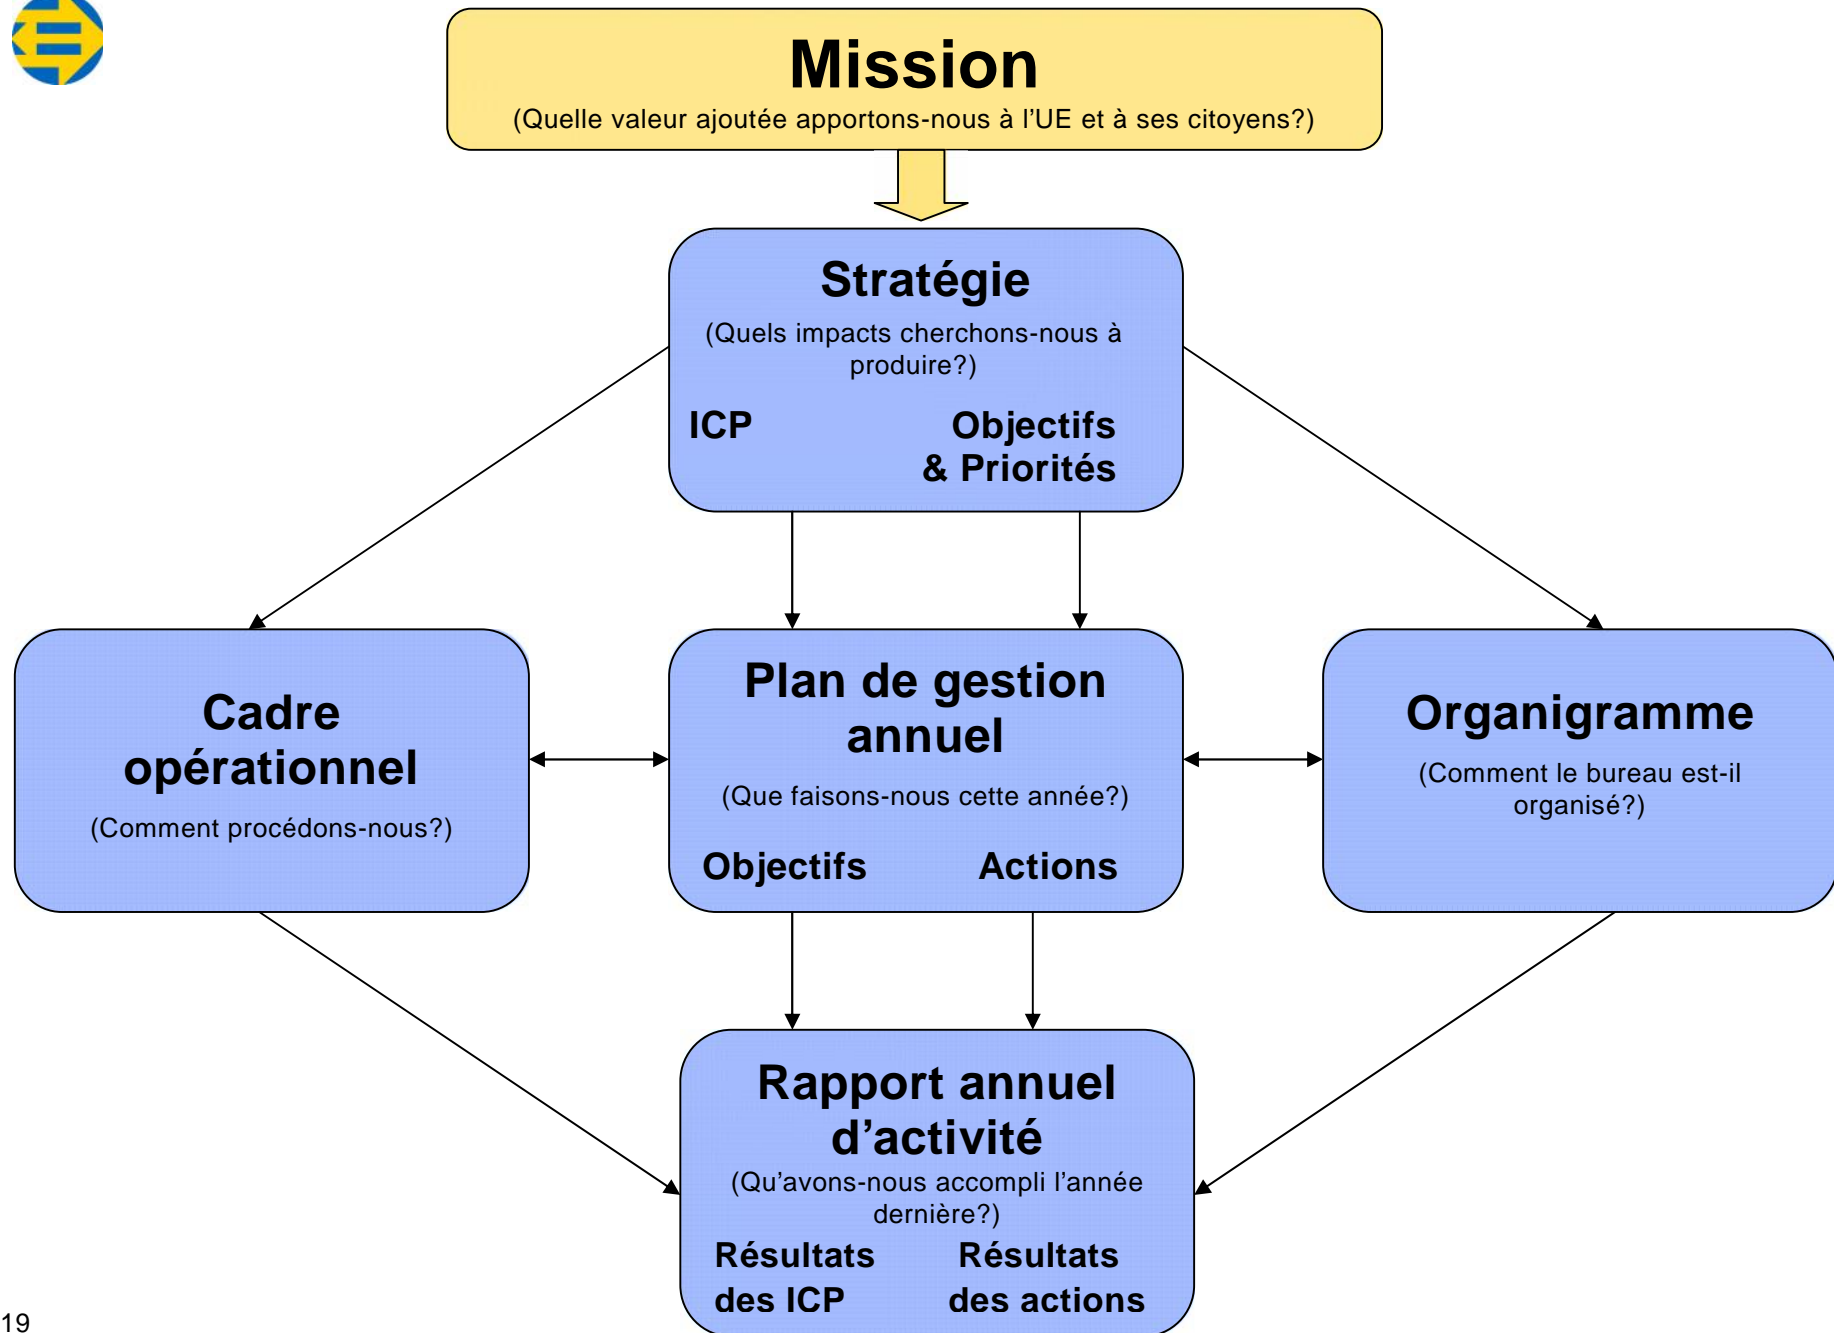 Mission
(Quelle valeur ajoutée apportons-nous à l’UE et à ses citoyens?)
Stratégie
(Quels impacts cherchons-nous à
produire?)
ICP
Objectifs
& Priorités
Cadre
opérationnel
(Comment procédons-nous?)
Plan de gestion
annuel
(Que faisons-nous cette année?)
Objectifs
Actions
Organigramme
(Comment le bureau est-il
organisé?)
Rapport annuel
d’activité
(Qu’avons-nous accompli l’année
dernière?)
Résultats
des ICP
Résultats
des actions
19